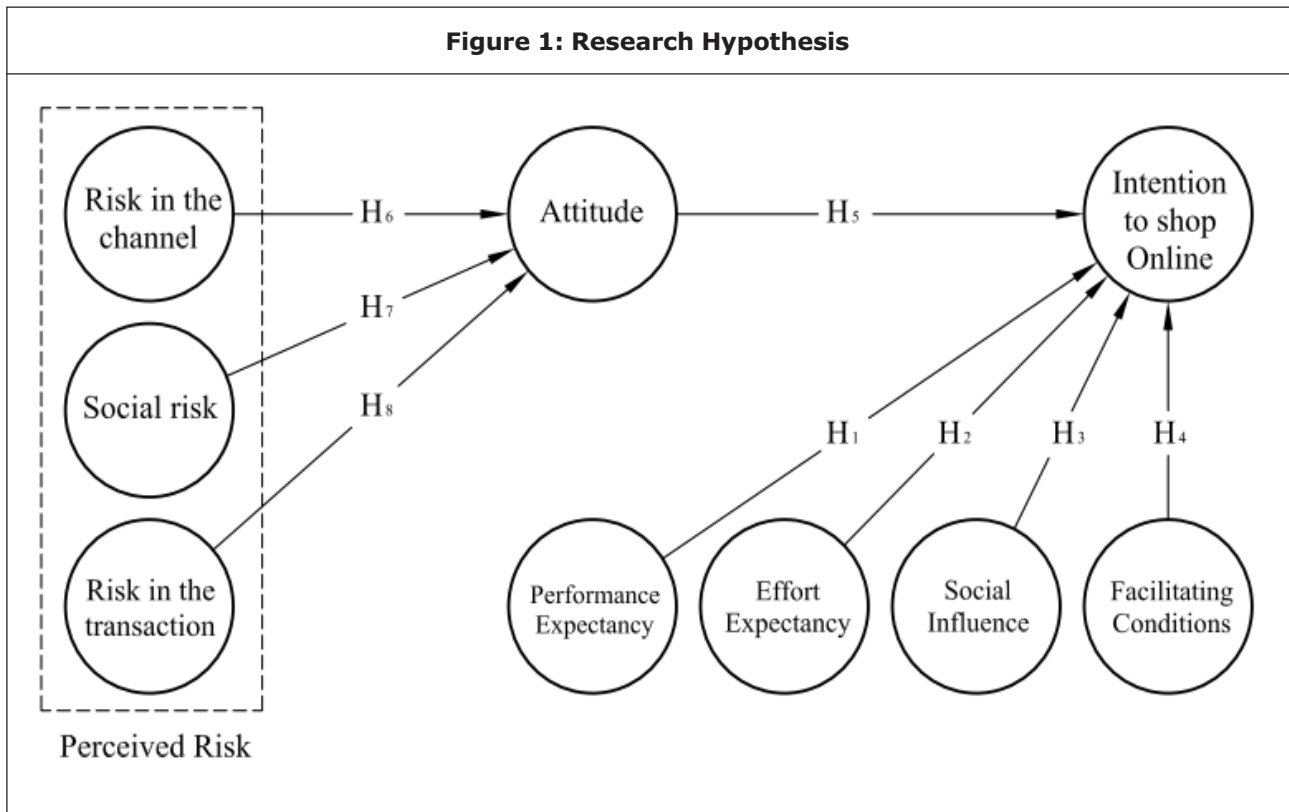 Figure 1: Research Hypothesis
Risk in the
channel
H6
Attitude
H5
Intention
to shop
Online
H7
Social risk
H8
H1
H2
H3
H4
Risk in the
transaction
Performance
Expectancy
Effort
Expectancy
Social
Influence
Facilitating
Conditions
Perceived Risk